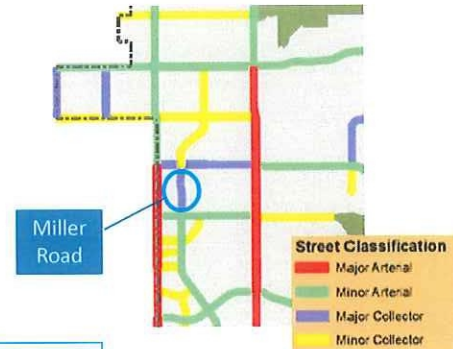 Miller
Road
Street Classification
Major Arterial
Minor Arterial
Major Collector
Minor Collector